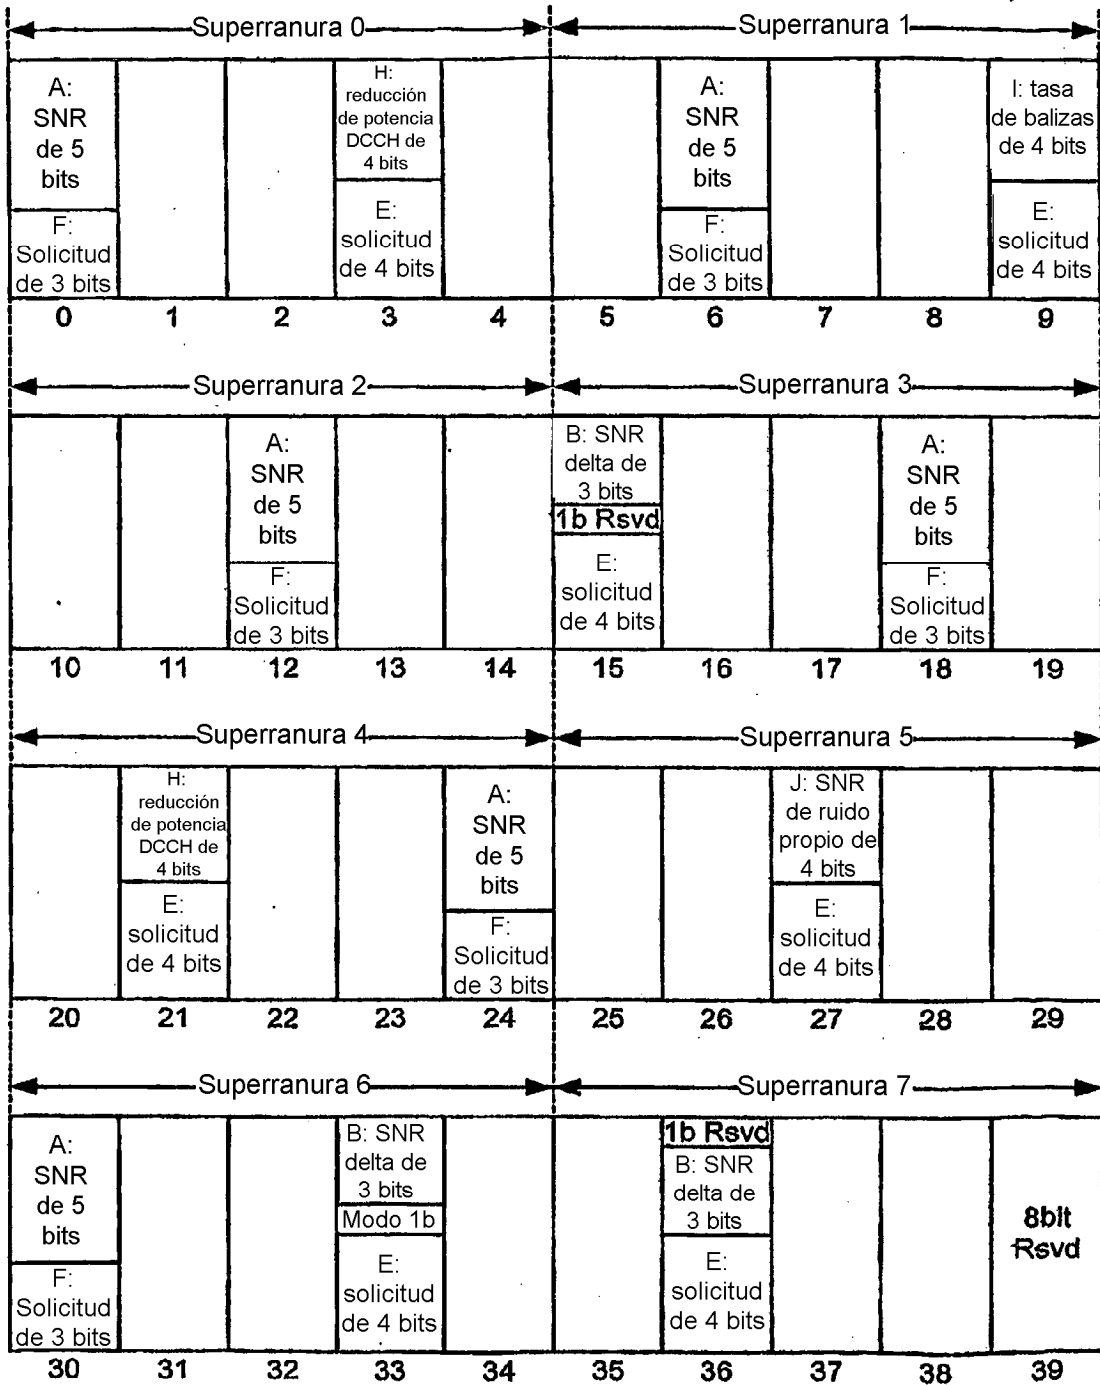 Superranura 0
Superranura 1
A:
SNR
de 5
bits
F:
Solicitud
de 3 bits
H:
reducción
de potencia
DCCH de
4 bits
E:
solicitud
de 4 bits
A:
SNR
de 5
bits
F:
Solicitud
de 3 bits
I: tasa
de balizas
de 4 bits
E:
solicitud
de 4 bits
0 1 2 3 4 5 6 7 8 9
Superranura 2
Superranura 3
A:
SNR
de 5
bits
F:
Solicitud
de 3 bits
B: SNR
delta de
3 bits
1b Rsvd
E:
solicitud
de 4 bits
A:
SNR
de 5
bits
F:
Solicitud
de 3 bits
10 11 12 13 14 15 16 17 18 19
Superranura 4
Superranura 5
H:
reducción
de potencia
DCCH de
4 bits
E:
solicitud
de 4 bits
A:
SNR
de 5
bits
F:
Solicitud
de 3 bits
J: SNR
de ruido
propio de
4 bits
E:
solicitud
de 4 bits
20 21 22 23 24 25 26 27 28 29
Superranura 6
Superranura 7
A:
SNR
de 5
bits
F:
Solicitud
de 3 bits
B: SNR
delta de
3 bits
Modo 1b
E:
solicitud
de 4 bits
1b Rsvd
B: SNR
delta de
3 bits
E:
solicitud
de 4 bits
8bit
Rsvd
30 31 32 33 34 35 36 37 38 39